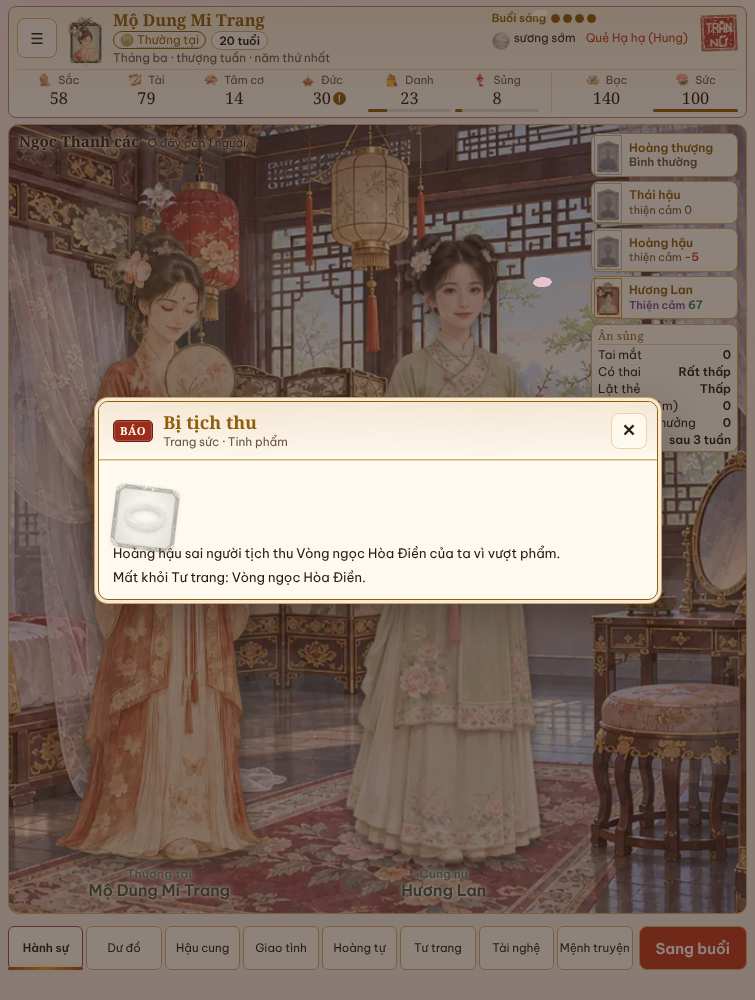 ☰
Mộ Dung Mi Trang
Thường tại
20 tuổi
Tháng ba · thượng tuần · năm thứ nhất
Buổi sáng
sương sớm
Quẻ Hạ hạ (Hung)
TRÂN NỮ
Sắc
58
Tài
79
Tâm cơ
14
Đức
30 !
Danh
23
Sủng
8
Bạc
140
Sức
100
Ngọc Thanh các
Hoàng thượng
Bình thường
Thái hậu
thiện cảm 0
Hoàng hậu
thiện cảm -5
Hương Lan
Thiện cảm 67
Ân sủng
Tai mắt 0
Có thai Rất thấp
Lật thẻ Thấp
0
0
sau 3 tuần
BÁO
Bị tịch thu
Trang sức · Tinh phẩm
✕
Hoàng hậu sai người tịch thu Vòng ngọc Hòa Điền của ta vì vượt phẩm.
Mất khỏi Tư trang: Vòng ngọc Hòa Điền.
Thường tại
Mộ Dung Mi Trang
Cung nữ
Hương Lan
Hành sự
Dư đồ
Hậu cung
Giao tình
Hoàng tự
Tư trang
Tài nghệ
Mệnh truyện
Sang buổi